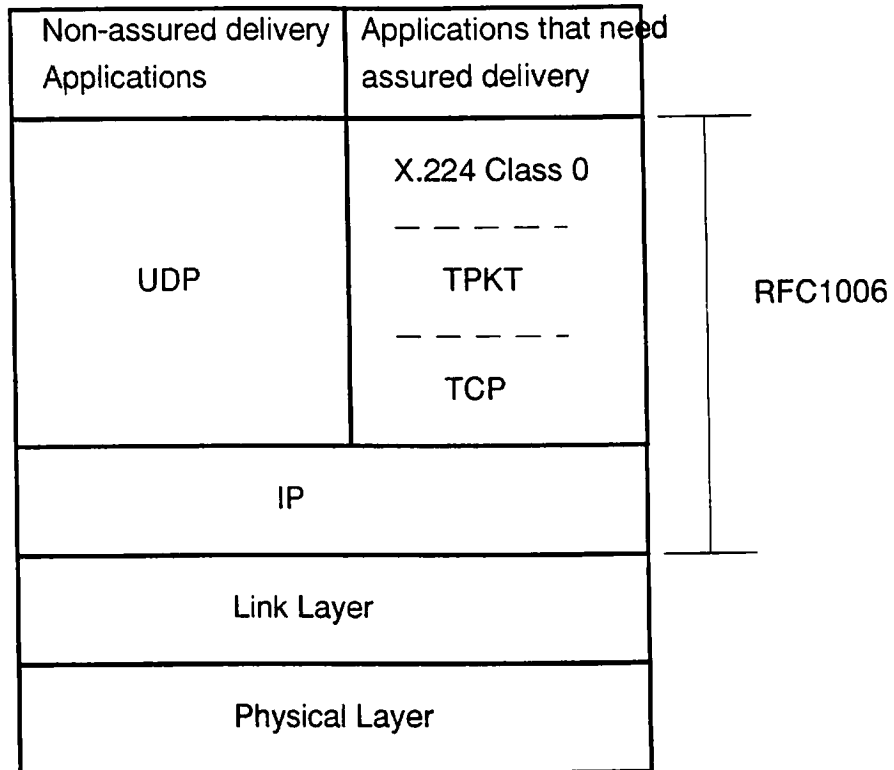 Non-assured delivery
Applications
Applications that need
assured delivery
UDP
X.224 Class 0
TPKT
TCP
RFC1006
IP
Link Layer
Physical Layer